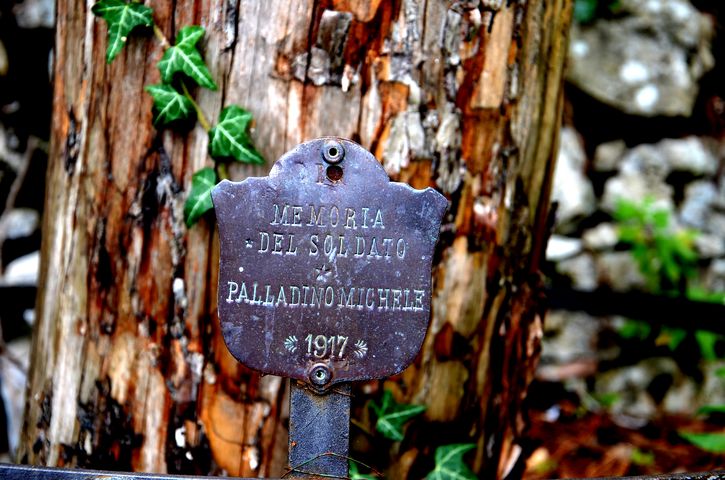 MEMORIA
*DEL SOLDATO
*
PALLADINO MICHELE
1917